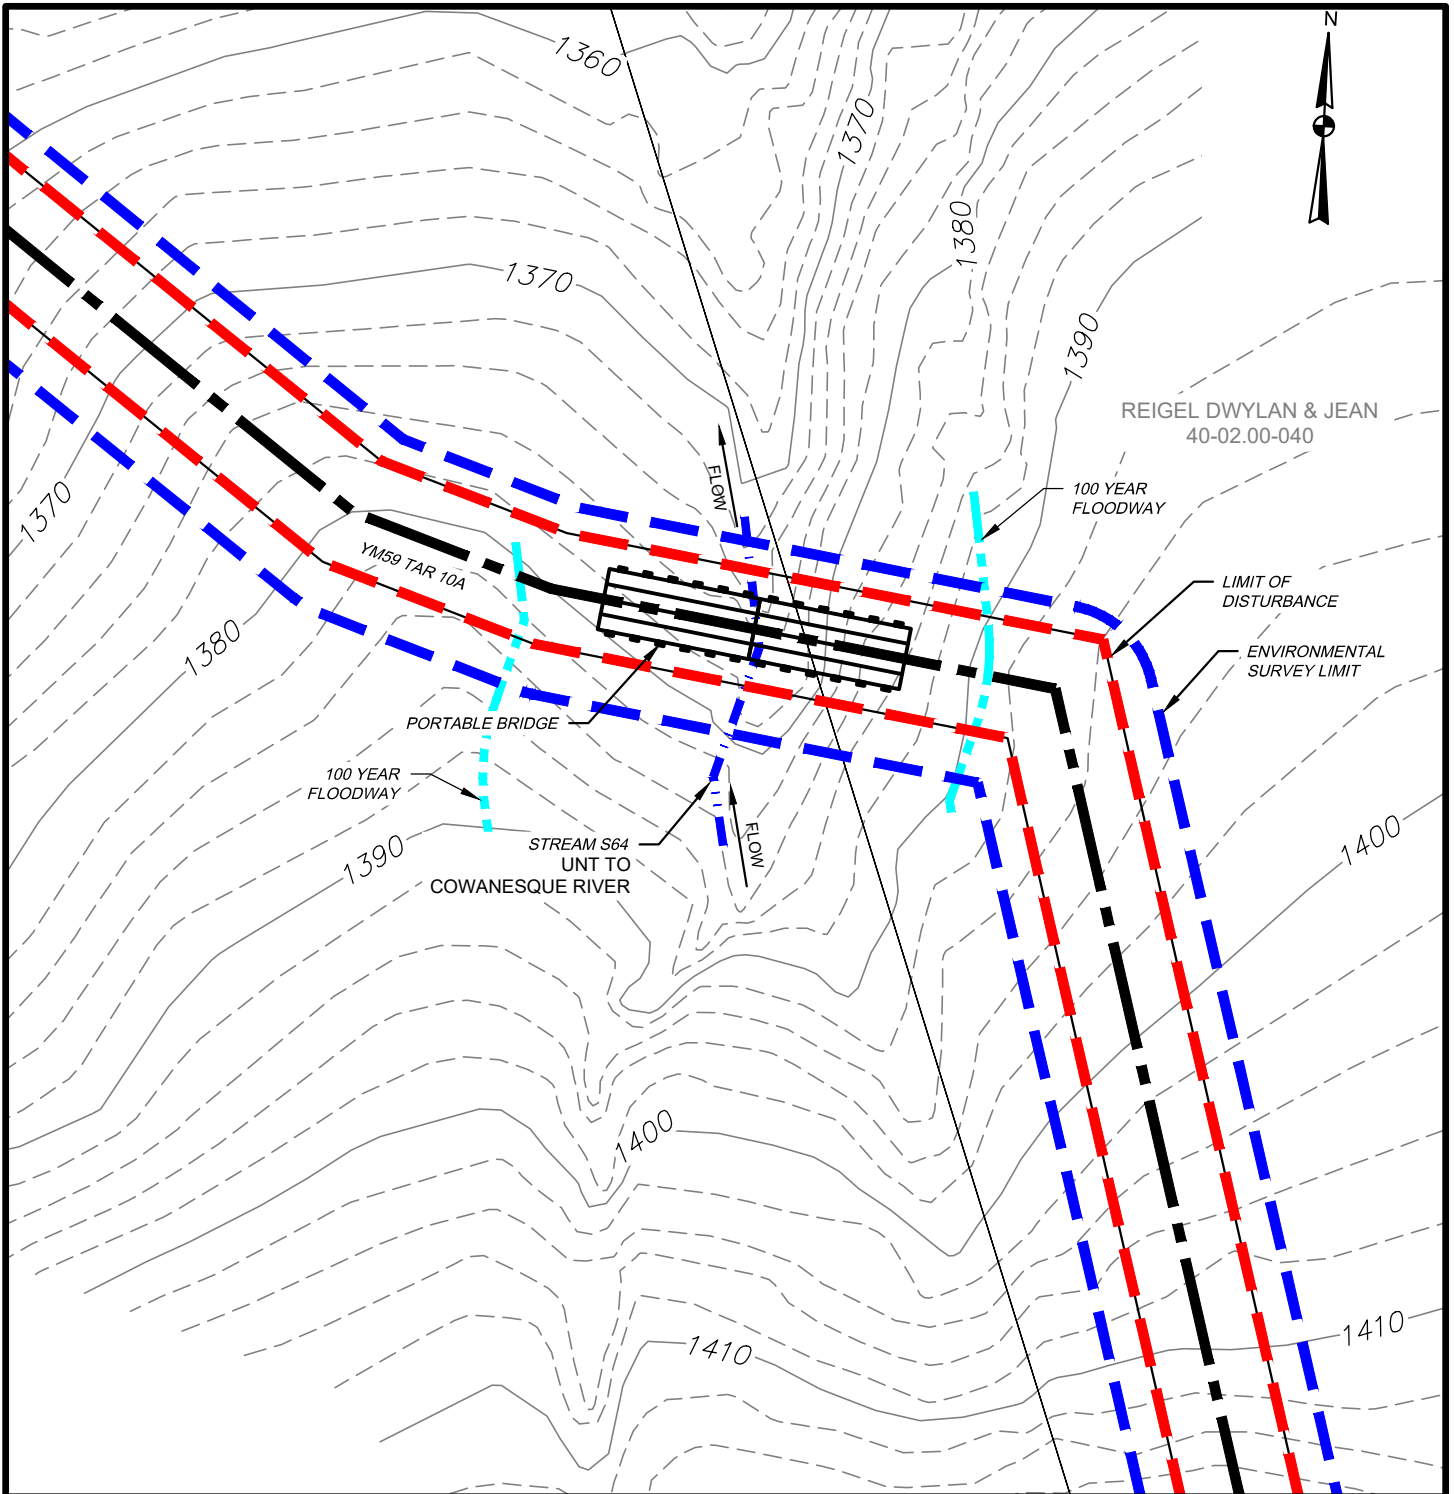 N
1360
1370
1380
1370
1390
REIGEL DWYLAN & JEAN
40-02.00-040
1370
FLOW
100 YEAR
FLOODWAY
YM59 TAR 10A
LIMIT OF
DISTURBANCE
1380
ENVIRONMENTAL
SURVEY LIMIT
PORTABLE BRIDGE
100 YEAR
FLOODWAY
1390
STREAM S64
UNT TO
COWANESQUE RIVER
FLOW
1400
1400
1410
1410